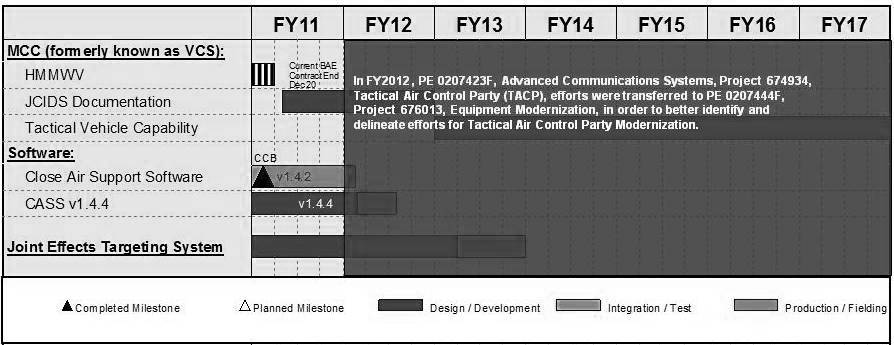 FY11 FY12 FY13 FY14 FY15 FY16 FY17
MCC (formerly known as VCS):
HMMWV
Current BAE
Contract End
Dec 20
JCIDS Documentation
Tactical Vehicle Capability
In FY2012, PE 0207423F, Advanced Communications Systems, Project 674934,
Tactical Air Control Party (TACP), efforts were transferred to PE 0207444F,
Project 676013, Equipment Modernization, in order to better identify and
delineate efforts for Tactical Air Control Party Modernization.
Software:
CCB
Close Air Support Software v1.4.2
CASS v1.4.4 v1.4.4
Joint Effects Targeting System
Completed Milestone Planned Milestone Design / Development Integration / Test Production / Fielding